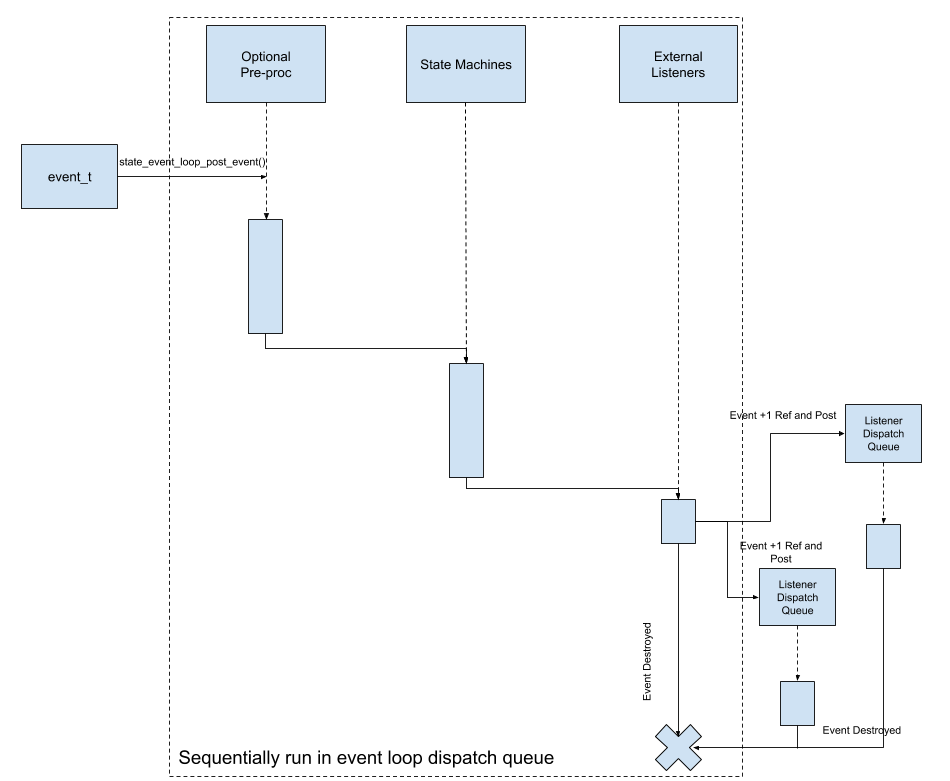 Optional
Pre-proc
State Machines
External
Listeners
event_t
state_event_loop_post_event()
Event +1 Ref and Post
Listener
Dispatch
Queue
Event +1 Ref and
Post
Listener
Dispatch
Queue
Event Destroyed
Event Destroyed
Sequentially run in event loop dispatch queue